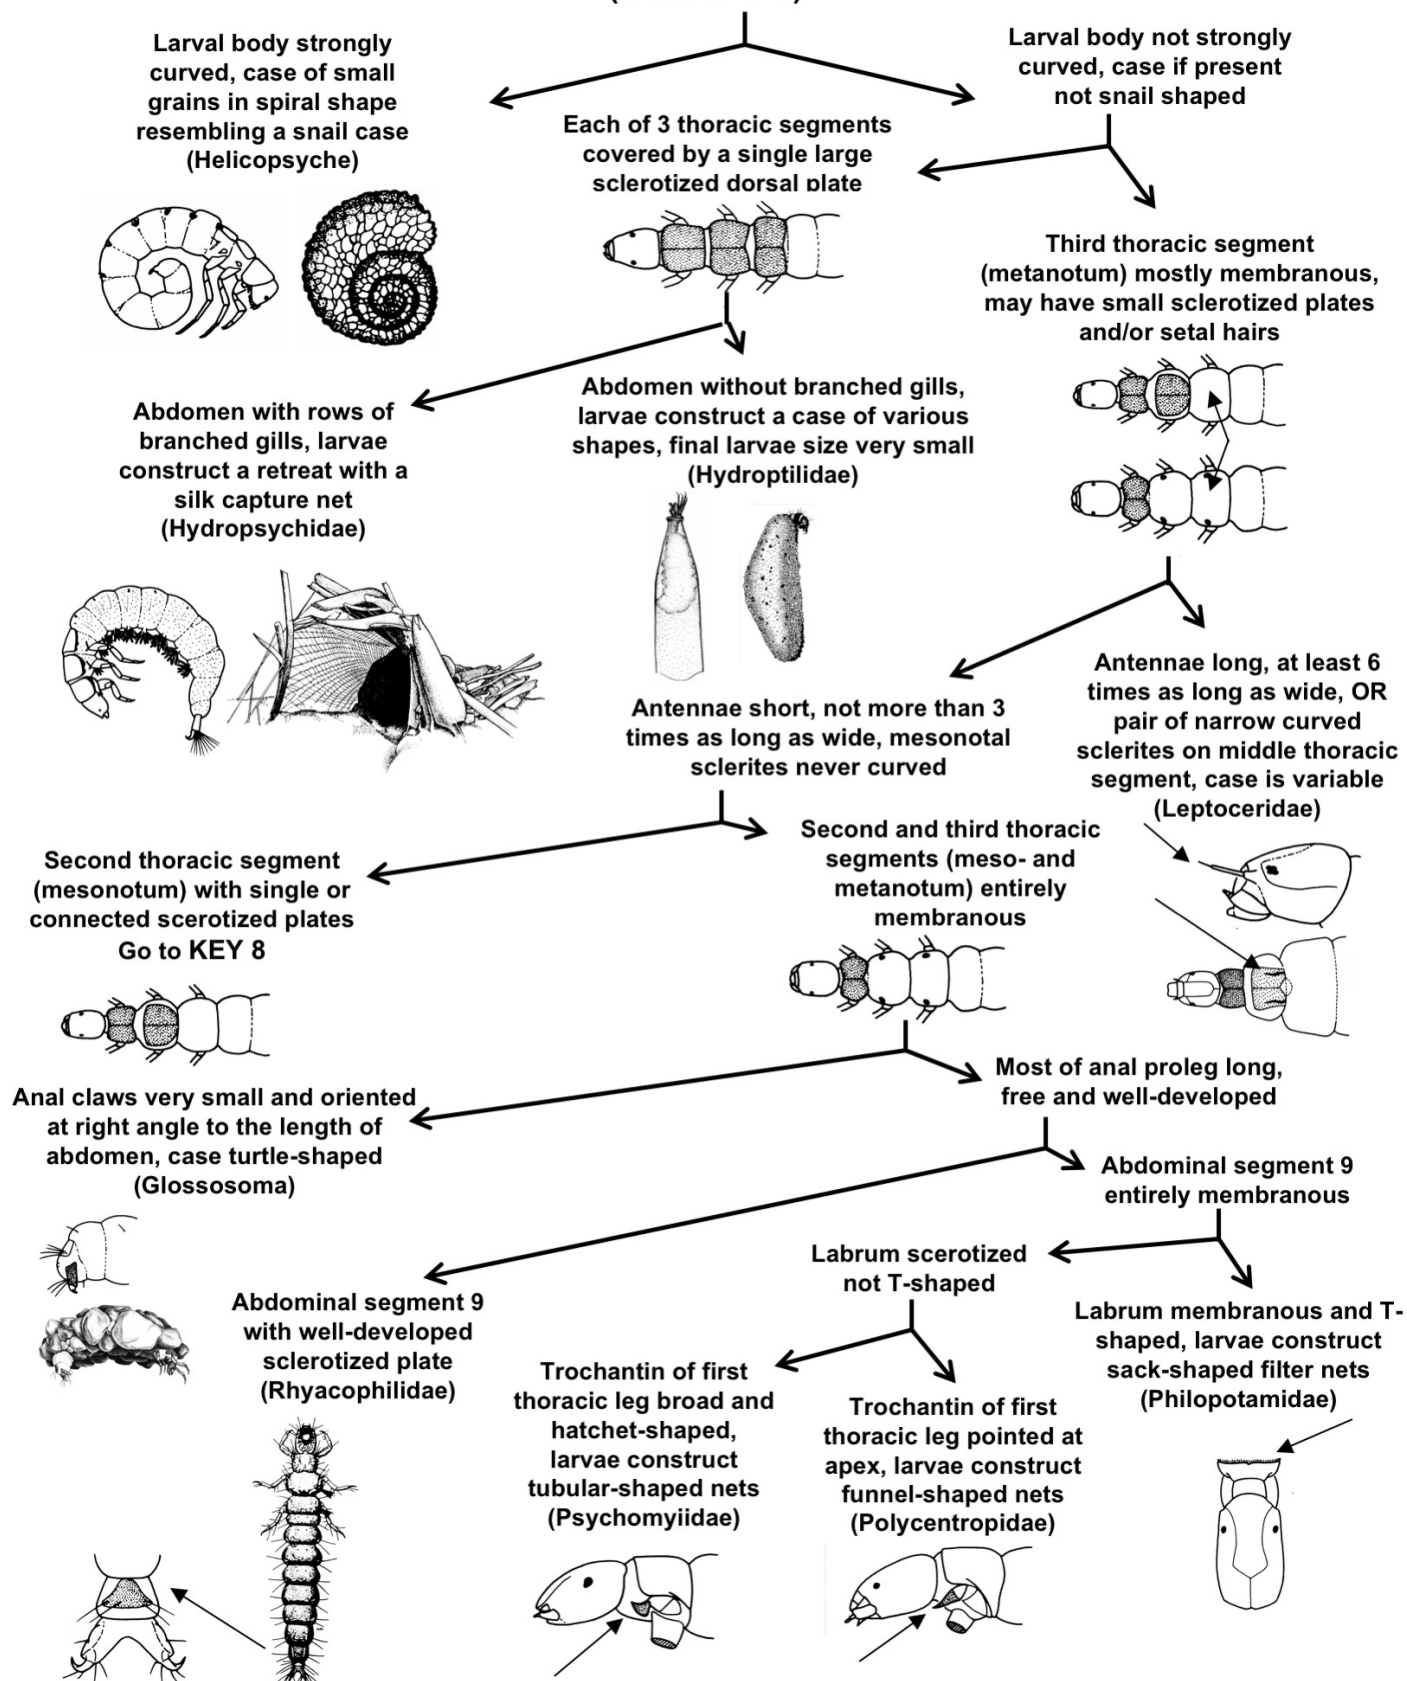 Larval body strongly
curved, case of small
grains in spiral shape
resembling a snail case
(Helicopsyche)
Larval body not strongly
curved, case if present
not snail shaped
Each of 3 thoracic segments
covered by a single large
sclerotized dorsal plate
Third thoracic segment
(metanotum) mostly membranous,
may have small sclerotized plates
and/or setal hairs
Abdomen with rows of
branched gills, larvae
construct a retreat with a
silk capture net
(Hydropsychidae)
Abdomen without branched gills,
larvae construct a case of various
shapes, final larvae size very small
(Hydroptilidae)
Antennae short, not more than 3
times as long as wide, mesonotal
sclerites never curved
Antennae long, at least 6
times as long as wide, OR
pair of narrow curved
sclerites on middle thoracic
segment, case is variable
(Leptoceridae)
Second thoracic segment
(mesonotum) with single or
connected scerotized plates
Go to KEY 8
Second and third thoracic
segments (meso- and
metanotum) entirely
membranous
Anal claws very small and oriented
at right angle to the length of
abdomen, case turtle-shaped
(Glossosoma)
Most of anal proleg long,
free and well-developed
Abdominal segment 9
with well-developed
sclerotized plate
(Rhyacophilidae)
Abdominal segment 9
entirely membranous
Labrum scerotized
not T-shaped
Labrum membranous and T-
shaped, larvae construct
sack-shaped filter nets
(Philopotamidae)
Trochantin of first
thoracic leg broad and
hatchet-shaped,
larvae construct
tubular-shaped nets
(Psychomyiidae)
Trochantin of first
thoracic leg pointed at
apex, larvae construct
funnel-shaped nets
(Polycentropidae)